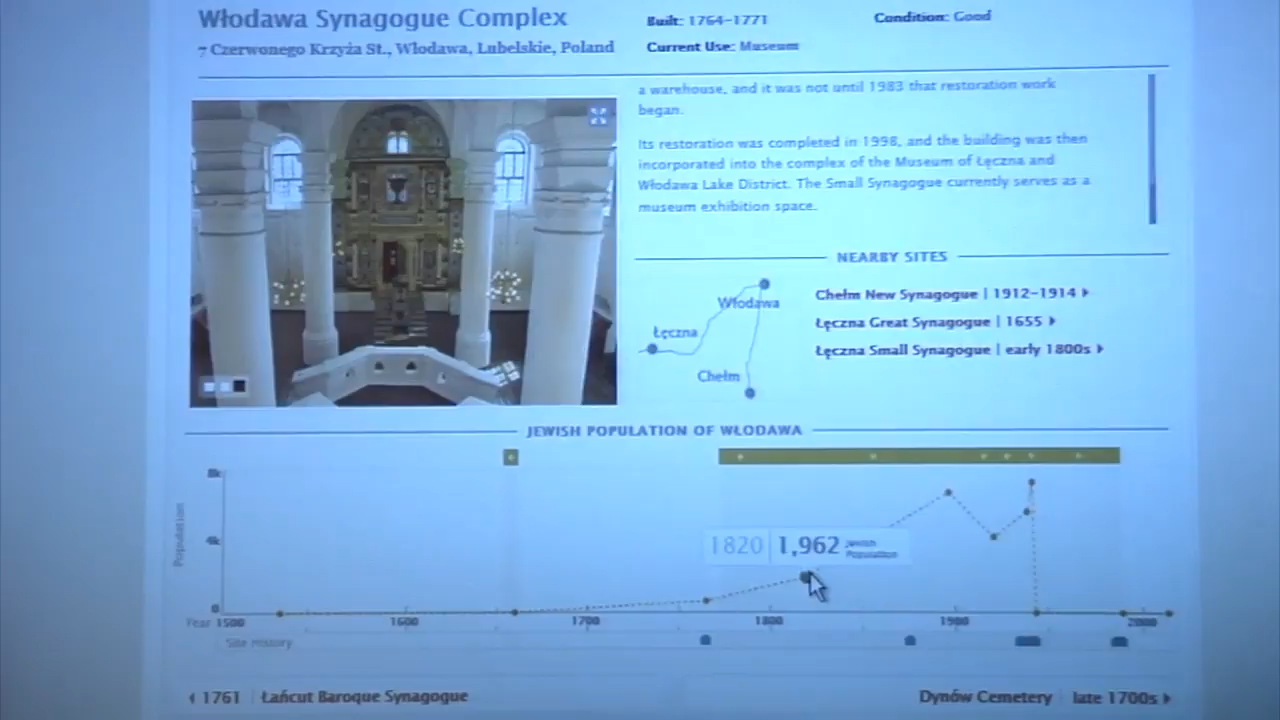 Włodawa Synagogue Complex
Built: 1764-1771
Condition: Good
7 Czerwonego Krzyża St., Włodawa, Lubelskie, Poland
Current Use: Museum
a warehouse, and it was not until 1983 that restoration work
began.
Its restoration was completed in 1998, and the building was then
incorporated into the complex of the Museum of Łęczna and
Włodawa Lake District. The Small Synagogue currently serves as a
museum exhibition space.
NEARBY SITES
Włodawa
Łęczna
Chełm
Chełm New Synagogue | 1912-1914
Łęczna Great Synagogue | 1655
Łęczna Small Synagogue | early 1800s
JEWISH POPULATION OF WŁODAWA
8k
4k
0
Population
1820 | 1,962 Jewish Population
Year 1500 1600 1700 1800 1900 2000
Site History
1761 | Łańcut Baroque Synagogue
Dynów Cemetery | late 1700s